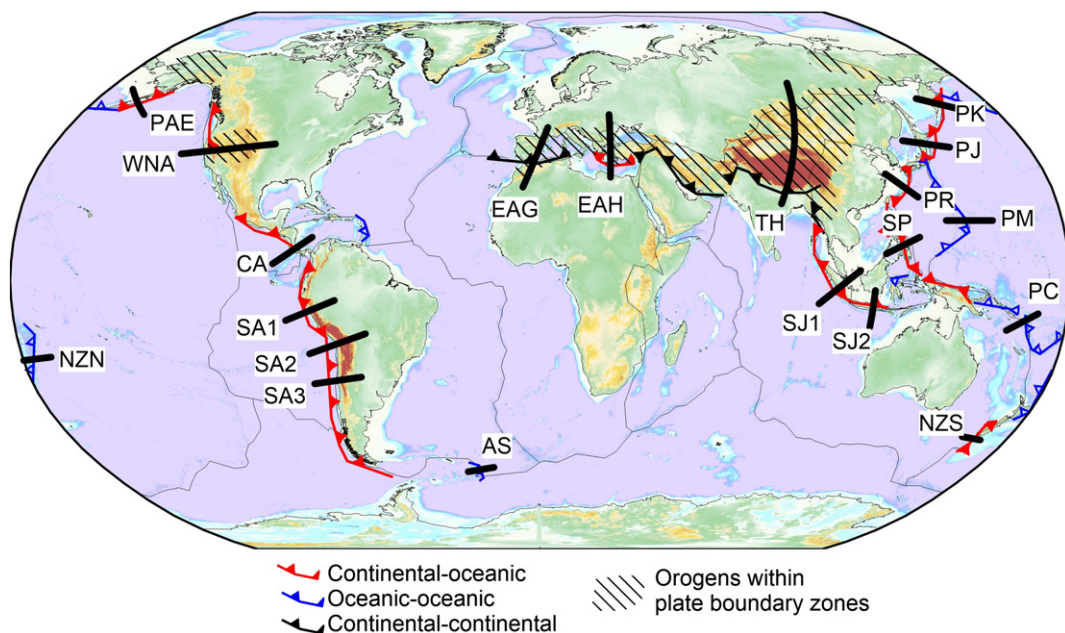 PAE
WNA
CA
SA1
SA2
SA3
NZN
AS
EAG
EAH
TH
SJ1
SJ2
SP
PR
PK
PJ
PM
PC
NZS
Continental-oceanic
Oceanic-oceanic
Continental-continental
Orogens within
plate boundary zones